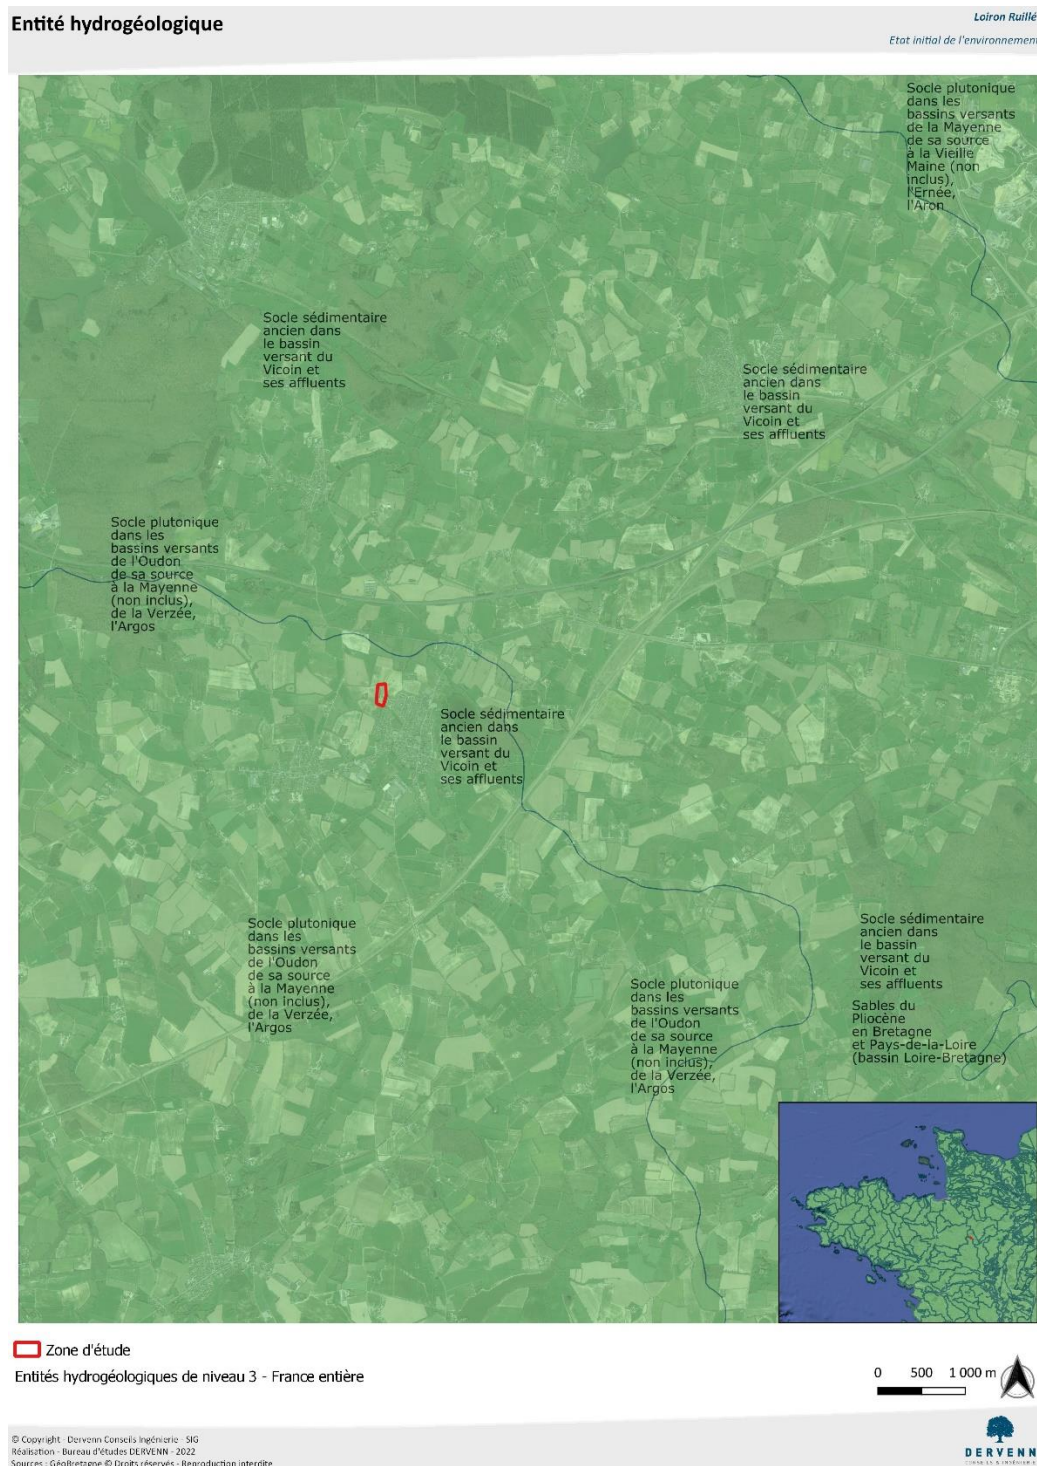 Entité hydrogéologique
Loiron Ruillé
Etat initial de l'environnement
Socle plutonique
dans les
bassins versants
de la Mayenne
de sa source
à la Vieille
Maine (non
inclus),
l'Ernée,
l'Aron
Socle sédimentaire
ancien dans
le bassin
versant du
Vicoin et
ses affluents
Socle sédimentaire
ancien dans
le bassin
versant du
Vicoin et
ses affluents
Socle plutonique
dans les
bassins versants
de l'Oudon
de sa source
à la Mayenne
(non inclus),
de la Verzée,
l'Argos
Socle sédimentaire
ancien dans
le bassin
versant du
Vicoin et
ses affluents
Socle plutonique
dans les
bassins versants
de l'Oudon
de sa source
à la Mayenne
(non inclus),
de la Verzée,
l'Argos
Socle sédimentaire
ancien dans
le bassin
versant du
Vicoin et
ses affluents
Socle plutonique
dans les
bassins versants
de l'Oudon
de sa source
à la Mayenne
(non inclus),
de la Verzée,
l'Argos
Sables du
Pliocène
en Bretagne
et Pays-de-la-Loire
(bassin Loire-Bretagne)
Zone d'étude
Entités hydrogéologiques de niveau 3 - France entière
0 500 1 000 m
© Copyright - Dervenn Conseils Ingénierie - SIG
Réalisation - Bureau d'études DERVENN - 2022
Sources : GéoBretagne © Droits réservés - Reproduction interdite
DERVENN
CONSEILS & INGÉNIERIE